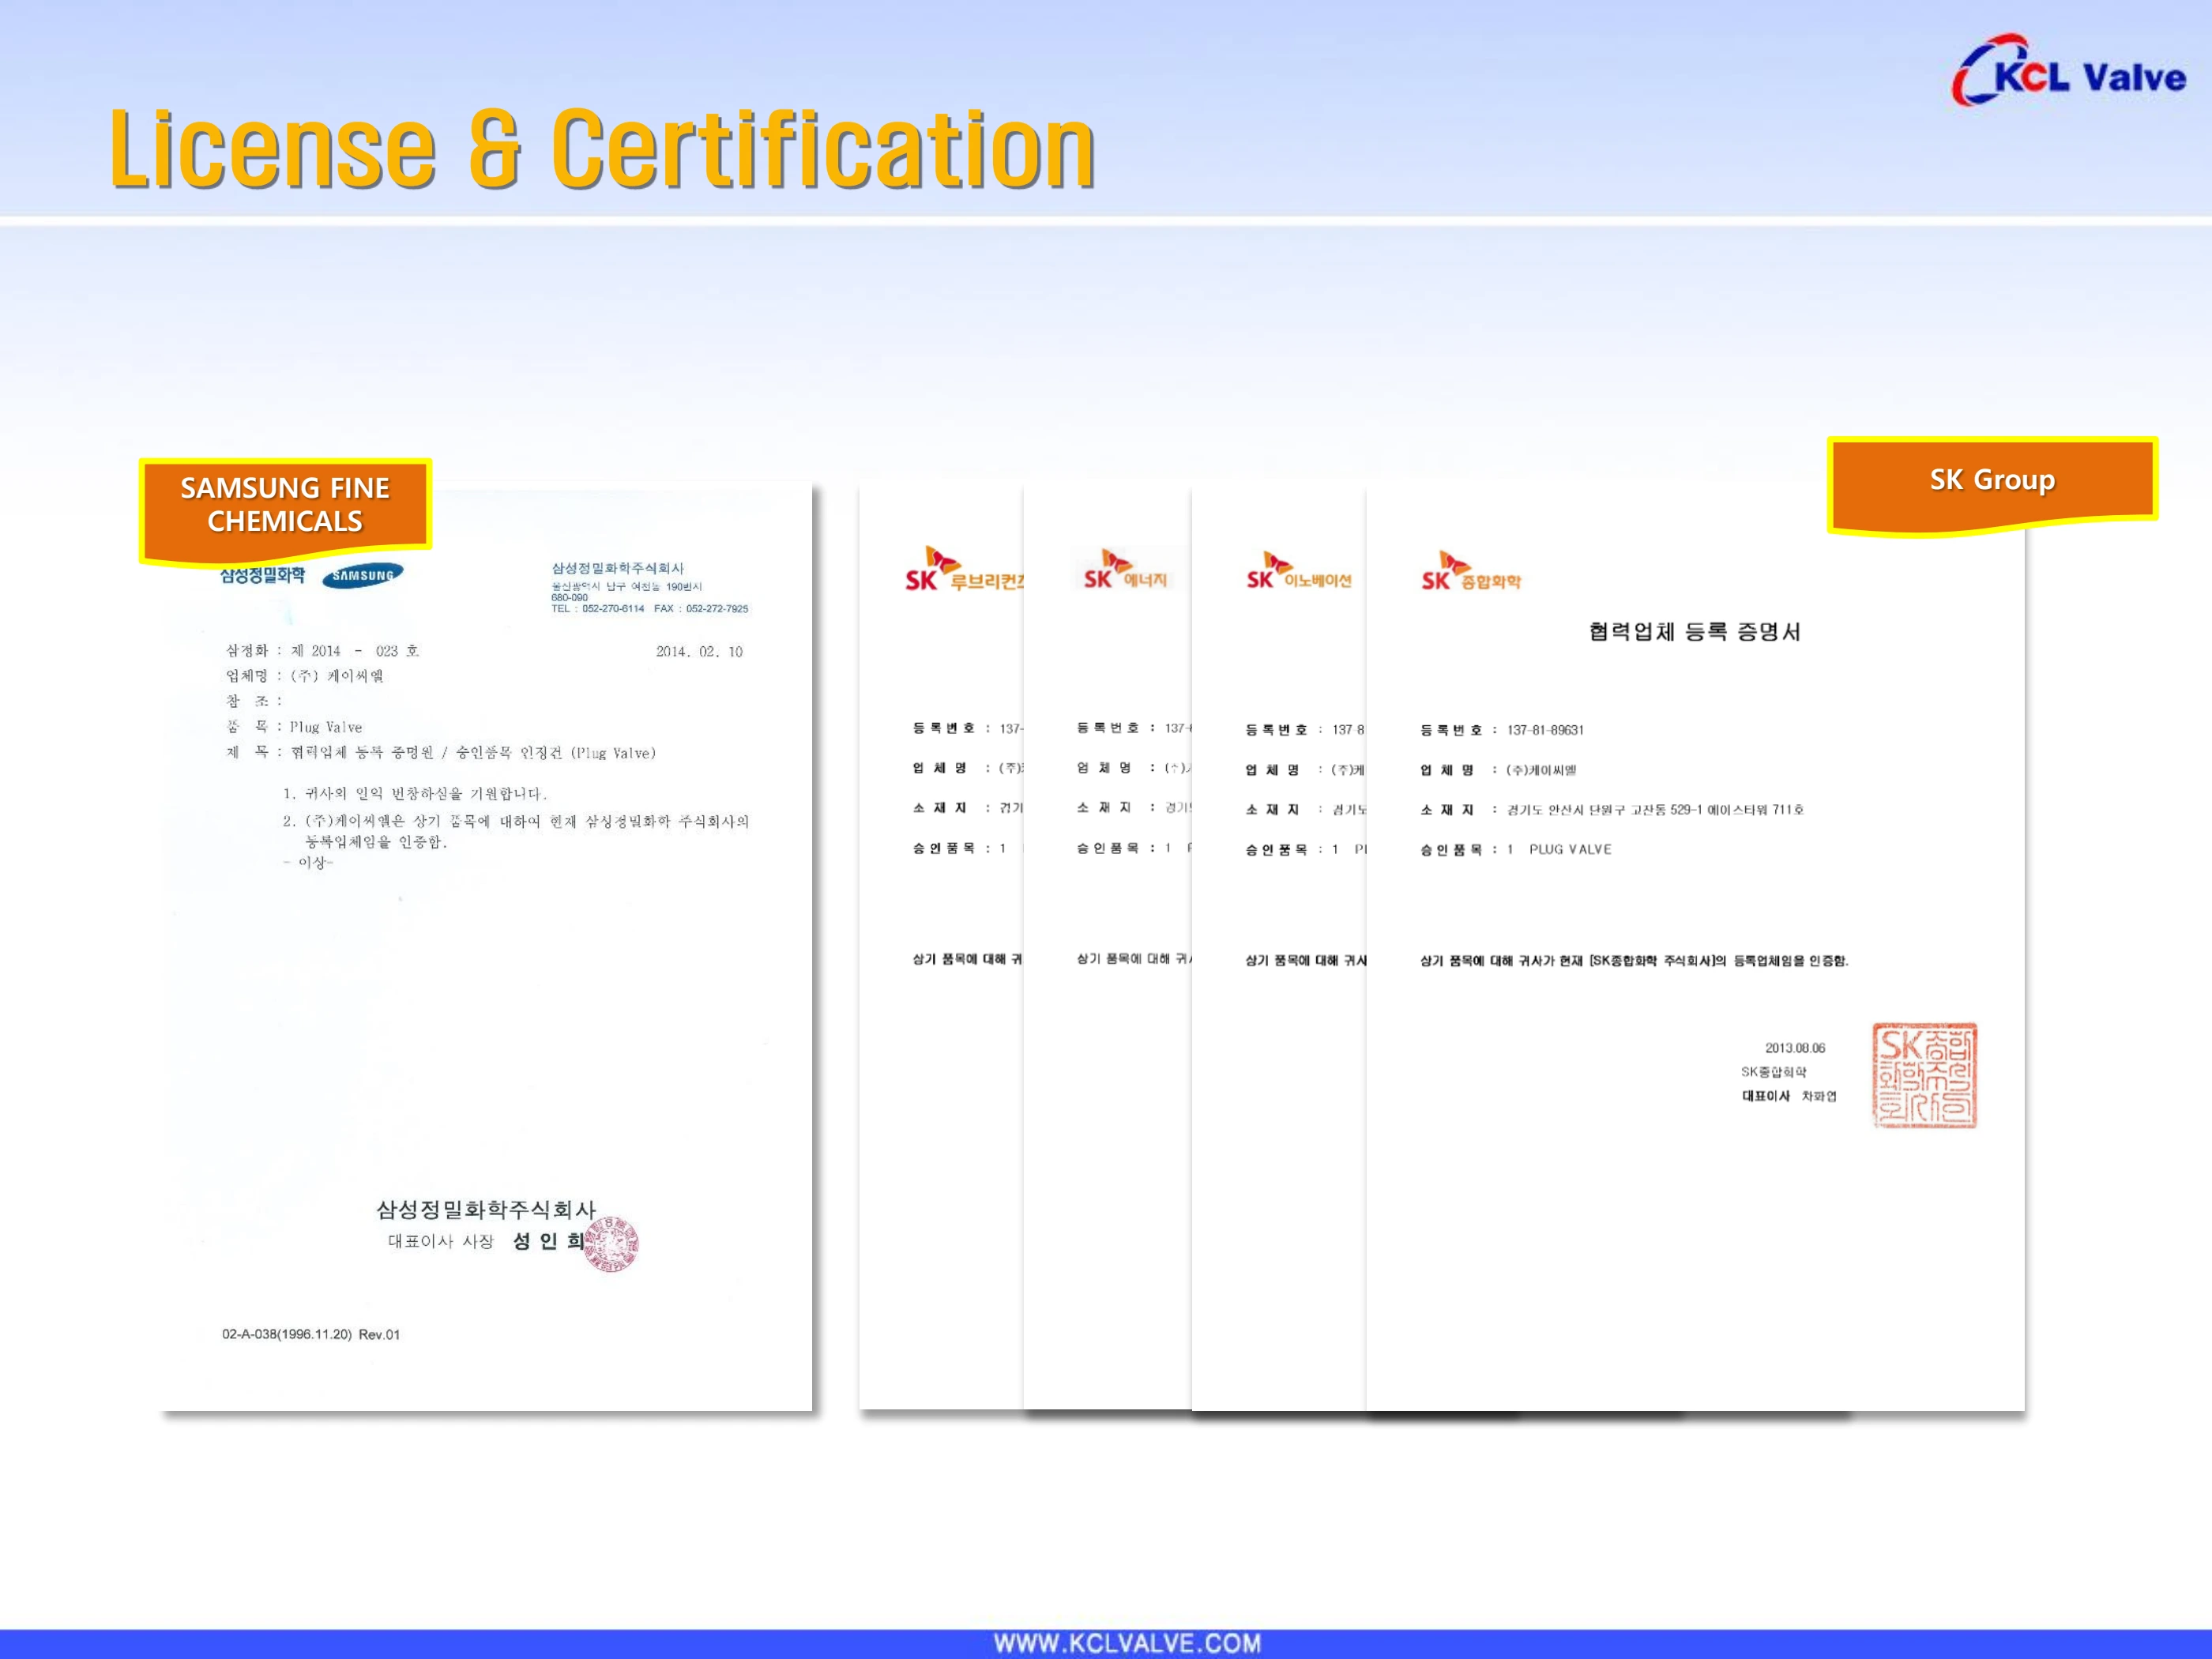 KCL Valve
License & Certification
SAMSUNG FINE
CHEMICALS
삼성정밀화학 SAMSUNG
삼성정밀화학주식회사
울산광역시 남구 여천동 190번지
680-090
TEL : 052-270-6114 FAX : 052-272-7925
삼정화 : 제 2014 - 023 호
2014. 02. 10
업체명 : (주) 케이씨엘
참 조 :
품 목 : Plug Valve
제 목 : 협력업체 등록 증명원 / 승인품목 인정건 (Plug Valve)
1. 귀사의 인익 번창하심을 기원합니다.
2. (주)케이씨엘은 상기 품목에 대하여 현재 삼성정밀화학 주식회사의
등록업체임을 인증함.
- 이상-
삼성정밀화학주식회사
대표이사 사장 성 인 희
02-A-038(1996.11.20) Rev.01
SK 루브리컨
등 록 번 호 : 137-
업 체 명 : (주)
소 재 지 : 경기
승 인 품 목 : 1
상기 품목에 대해 귀
SK 에너지
등 록 번 호 : 137-
업 체 명 :
소 재 지 : 경기
승 인 품 목 : 1
상기 품목에 대해 귀
SK 이노베이션
등 록 번 호 : 137-8
업 체 명 : (주)케
소 재 지 : 경기도
승 인 품 목 : 1 Pl
상기 품목에 대해 귀사
SK Group
SK 종합화학
협력업체 등록 증명서
등 록 번 호 : 137-81-89631
업 체 명 : (주)케이씨엘
소 재 지 : 경기도 안산시 단원구 고잔동 529-1 에이스타워 711호
승 인 품 목 : 1 PLUG VALVE
상기 품목에 대해 귀사가 현재 [SK종합화학 주식회사]의 등록업체임을 인증함.
2013.08.06
SK종합화학
대표이사 차화엽
SK종합화학주식회사
WWW.KCLVALVE.COM